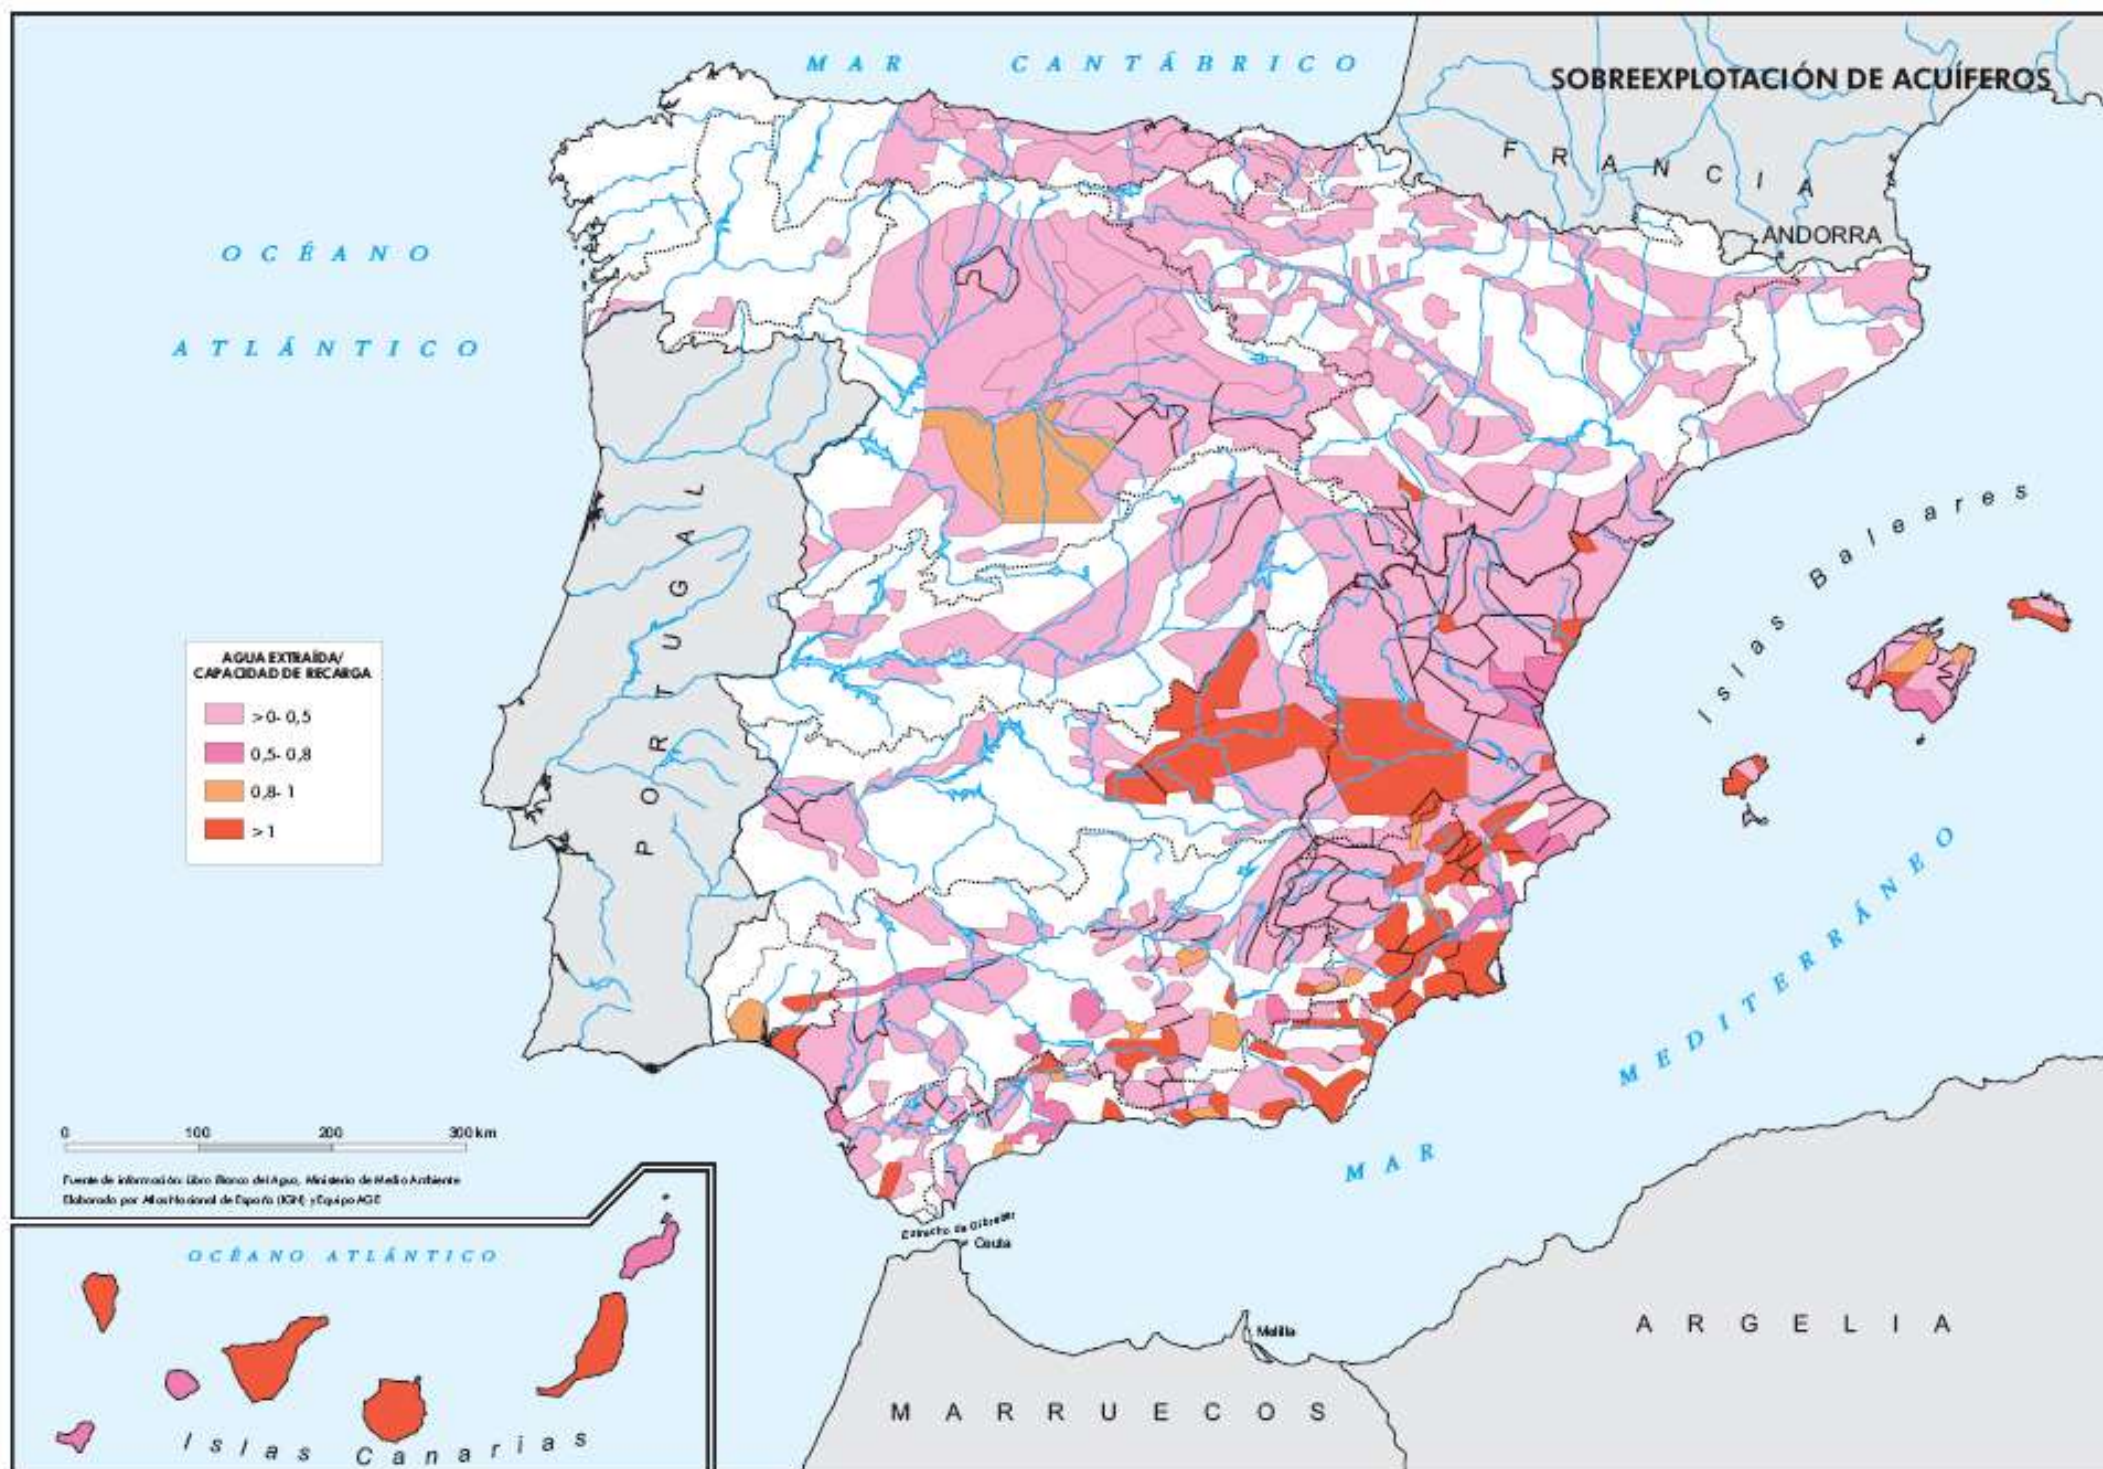 MAR CANTÁBRICO
SOBREEXPLOTACIÓN DE ACUÍFEROS
FRANCIA
ANDORRA
OCÉANO
ATLÁNTICO
PORTUGAL
Islas Baleares
AGUA EXTRAÍDA/
CAPACIDAD DE RECARGA
>0- 0,5
0,5- 0,8
0,8- 1
>1
MAR MEDITERRÁNEO
0 100 200 300 km
Fuente de información: Libro Blanco del Agua, Ministerio de Medio Ambiente
Elaborado por Atlas Nacional de España (IGN) y Equipo AGE
Estrecho de Gibraltar
Ceuta
Melilla
OCÉANO ATLÁNTICO
Islas Canarias
MARRUECOS
ARGELIA